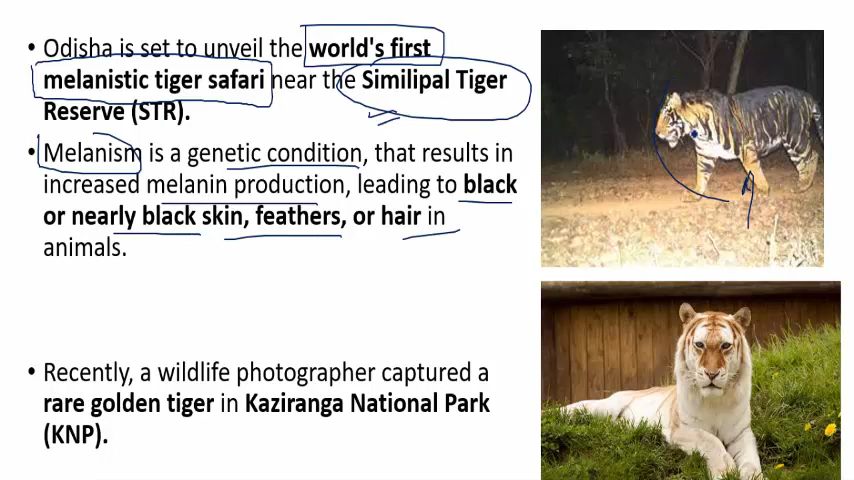 • Odisha is set to unveil the world's first
melanistic tiger safari near the Similipal Tiger
Reserve (STR).
• Melanism is a genetic condition, that results in
increased melanin production, leading to black
or nearly black skin, feathers, or hair in
animals.
• Recently, a wildlife photographer captured a
rare golden tiger in Kaziranga National Park
(KNP).